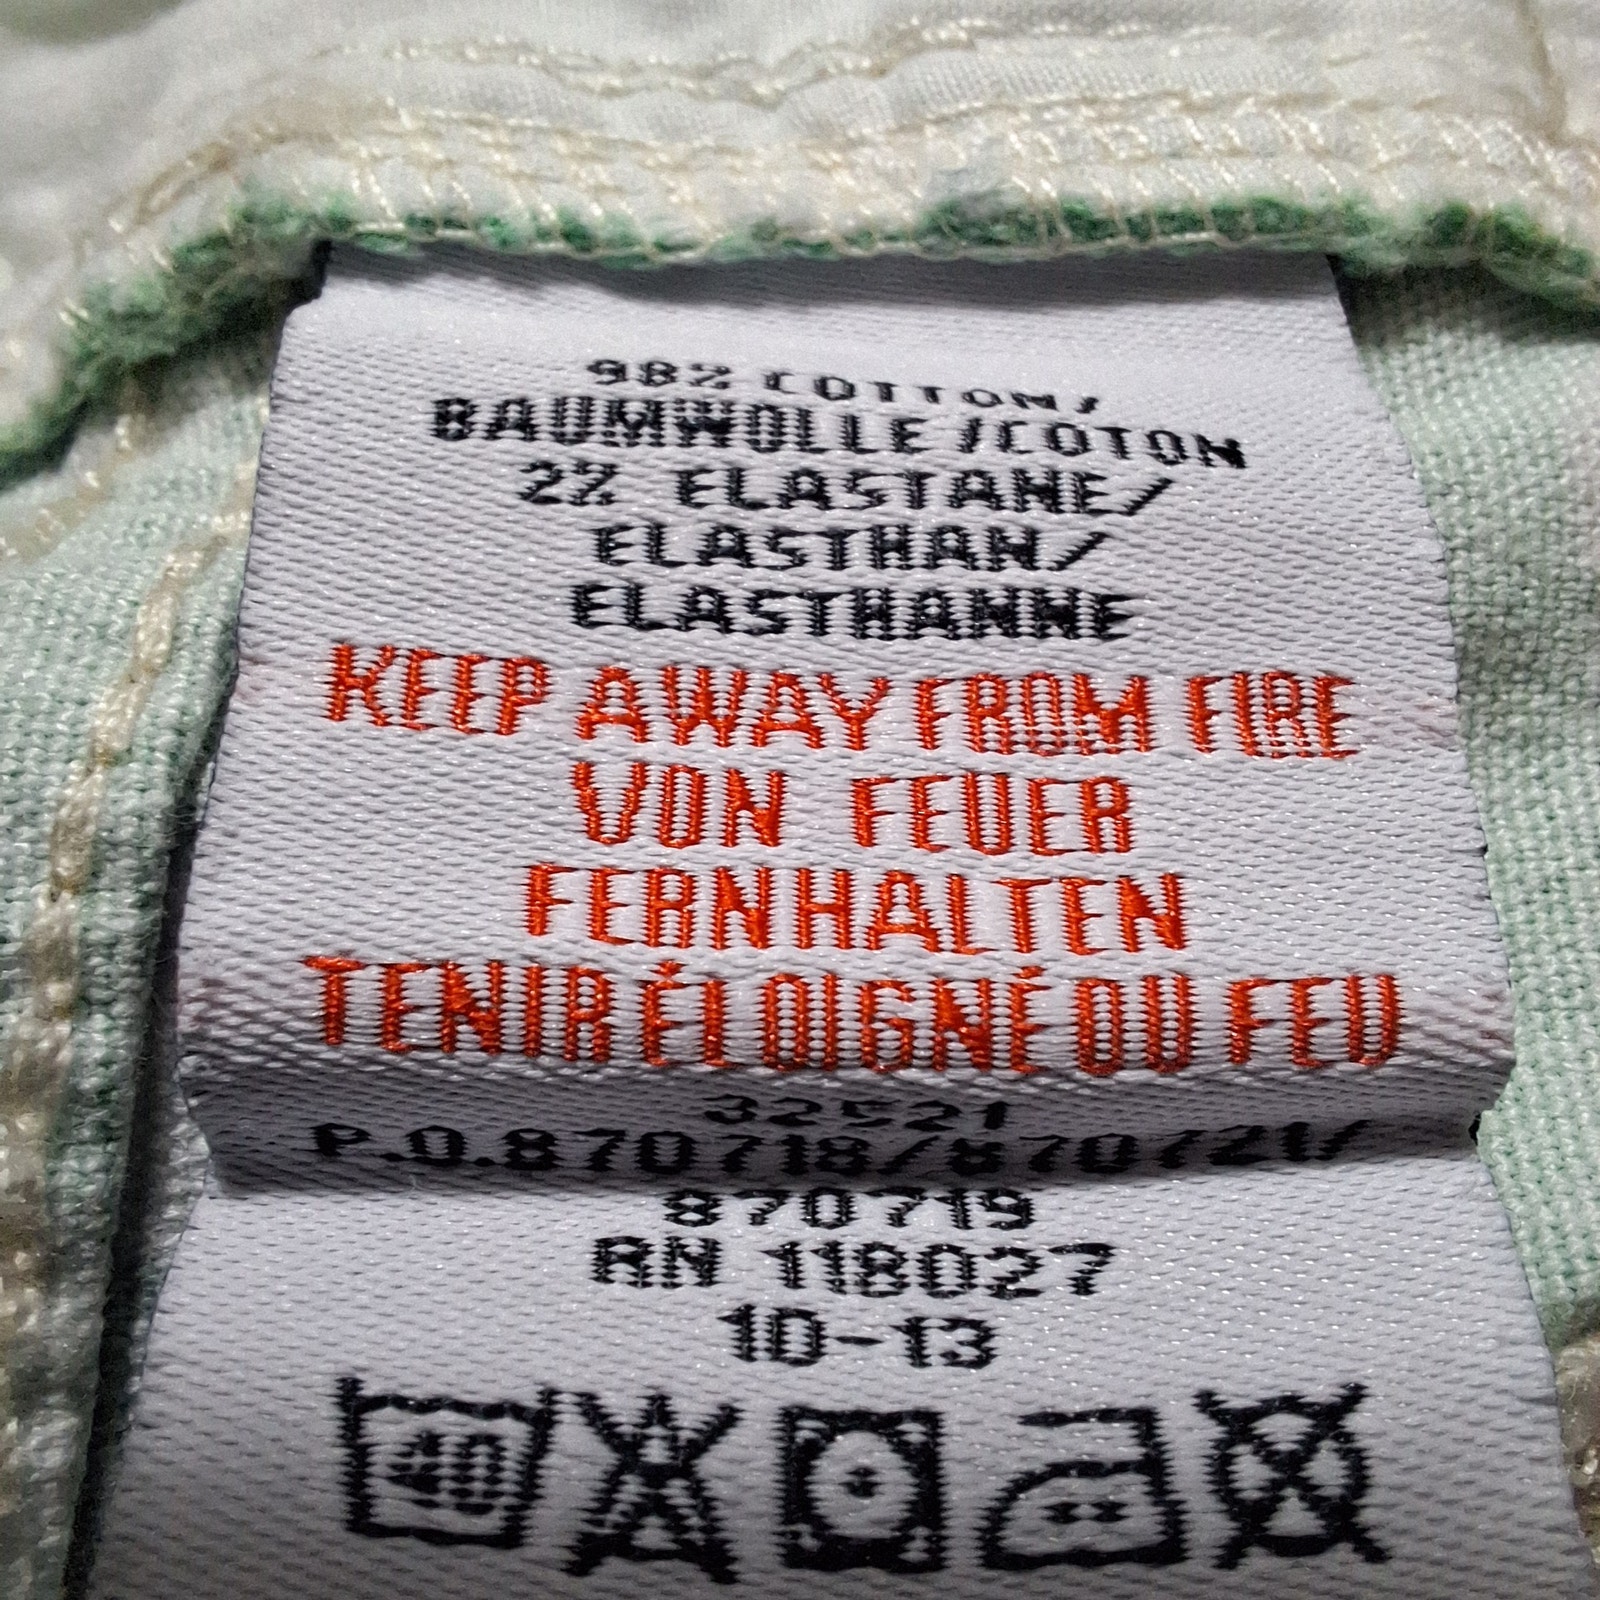 98% COTTON/
BAUMWOLLE/COTON
2% ELASTANE/
ELASTHAN/
ELASTHANNE
KEEP AWAY FROM FIRE
VON FEUER
FERNHALTEN
TENIR ÉLOIGNÉ DU FEU
32521
P.O.870718/870721/
870719
RN 118027
10-13
40